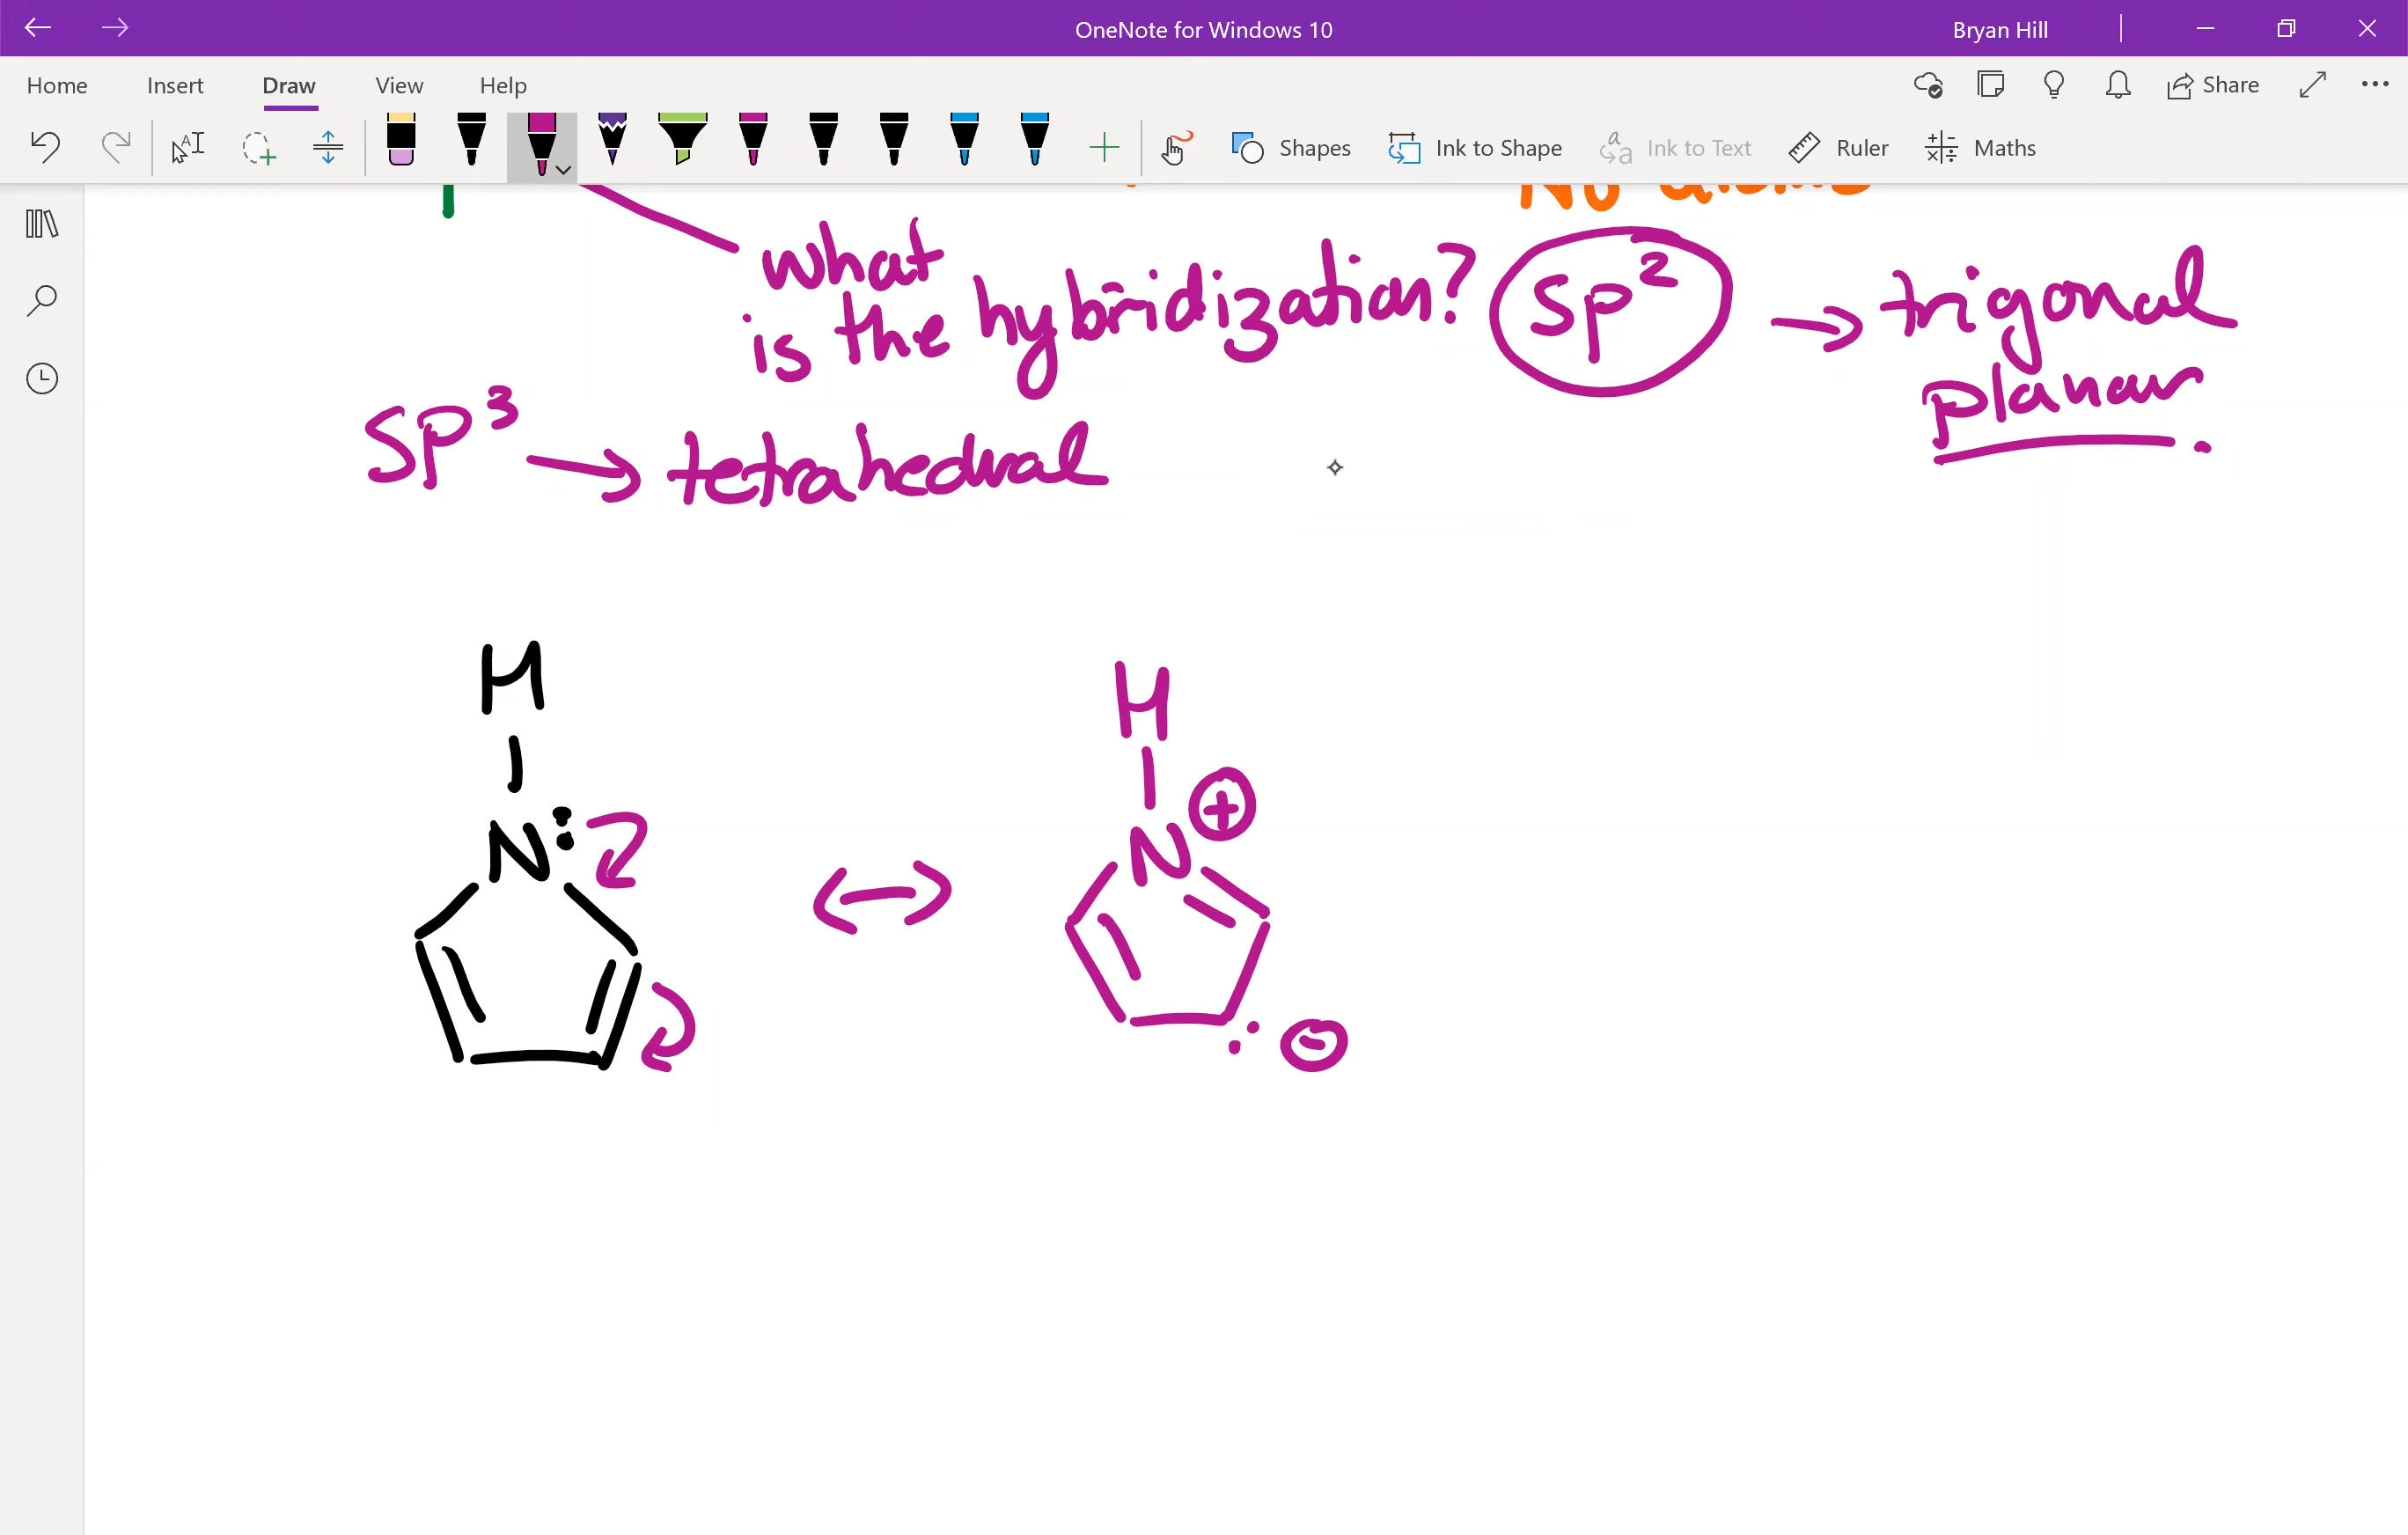 OneNote for Windows 10
Bryan Hill
Home Insert Draw View Help
Share
Shapes Ink to Shape Ink to Text Ruler Maths
what
is the hybridization? sp² → trigonal
planar.
sp³ → tetrahedral
H H
N: ↔ N ⊕
: ⊖